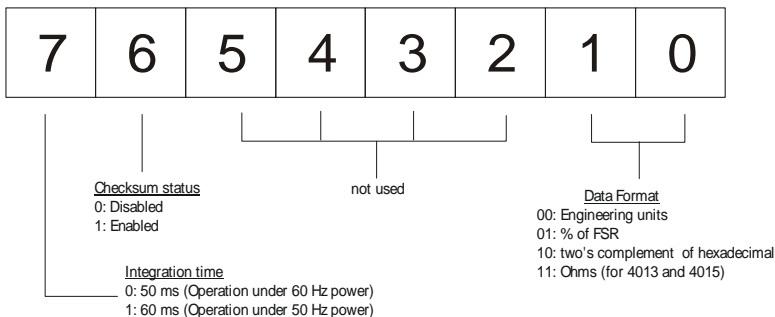 7 6 5 4 3 2 1 0
Checksum status
0: Disabled
1: Enabled
not used
Data Format
00: Engineering units
01: % of FSR
10: two's complement of hexadecimal
11: Ohms (for 4013 and 4015)
Integration time
0: 50 ms (Operation under 60 Hz power)
1: 60 ms (Operation under 50 Hz power)